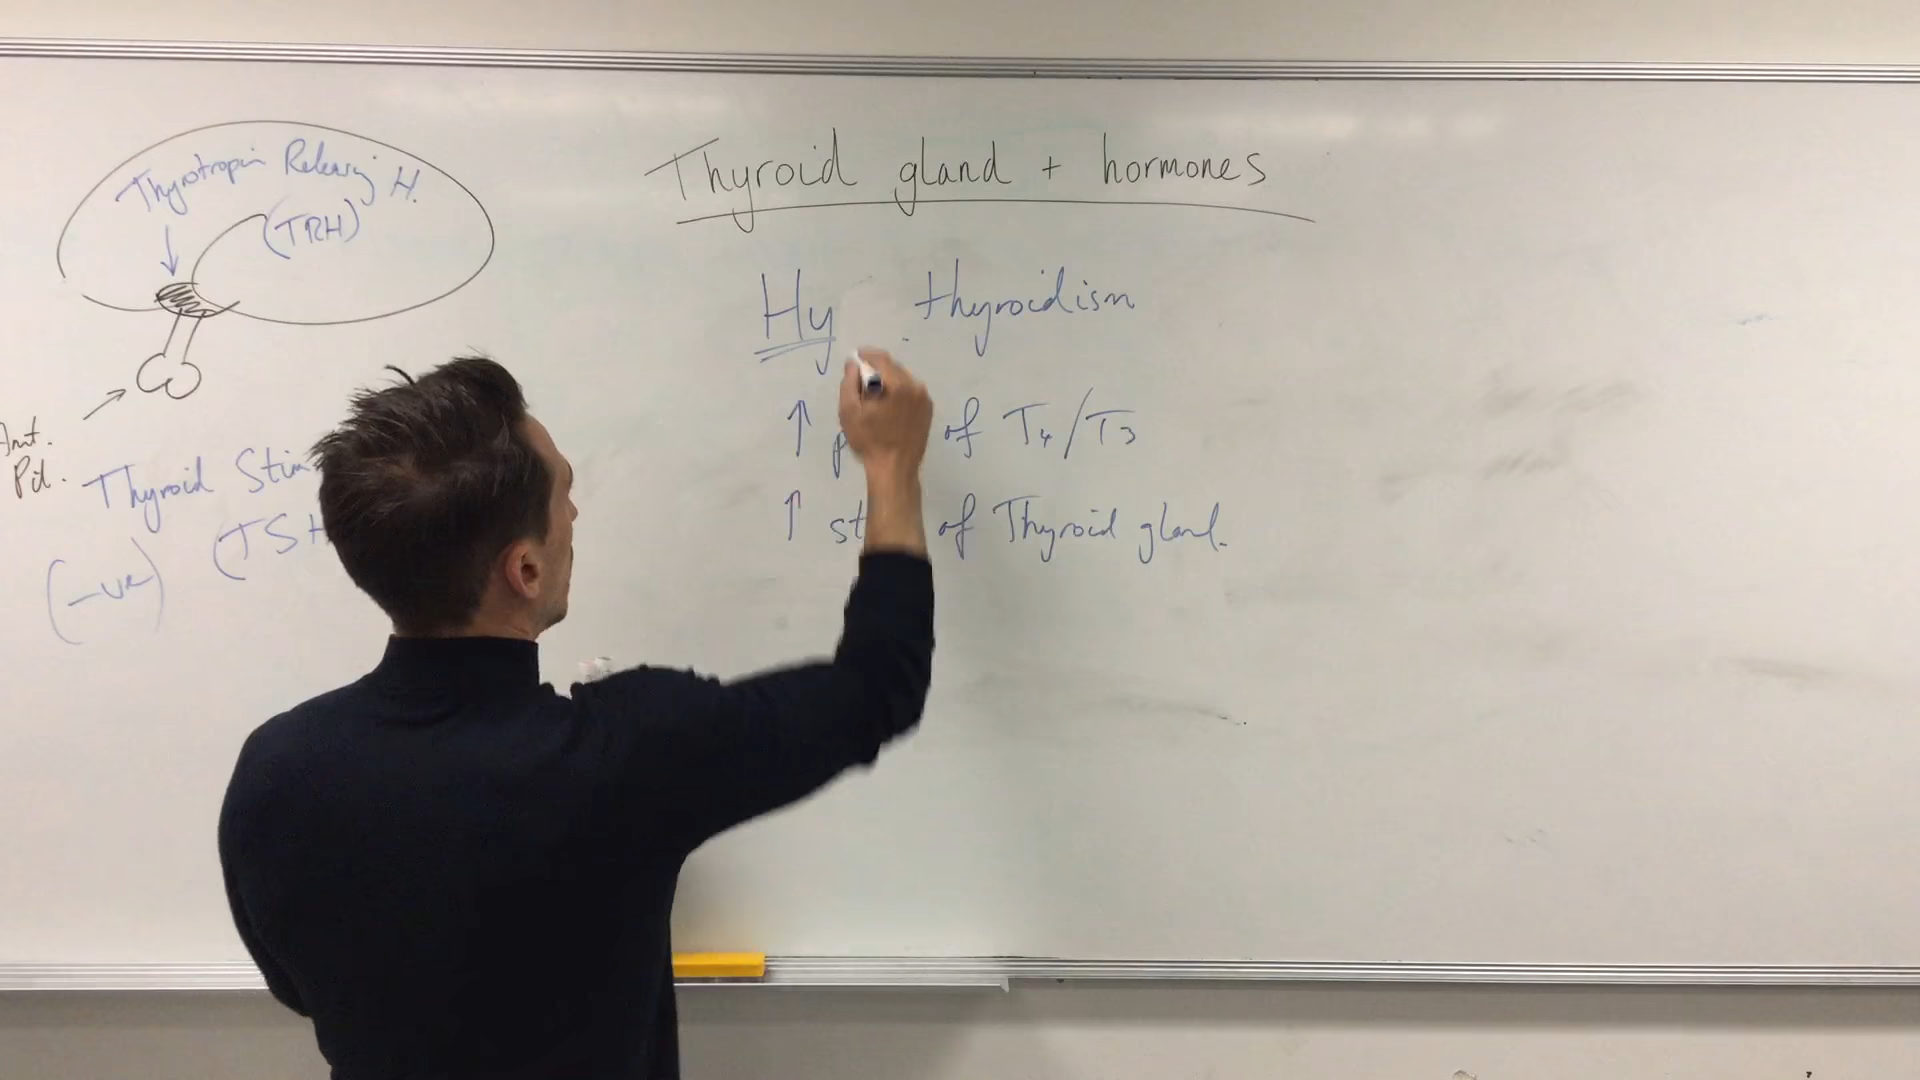 Thyroid gland + hormones
Thyrotropin Releasing H.
(TRH)
Ant.
Pit.
Thyroid Stim
(TSH
(-ve)
Hy thyroidism
↑ of T4/T3
↑ st of Thyroid gland.